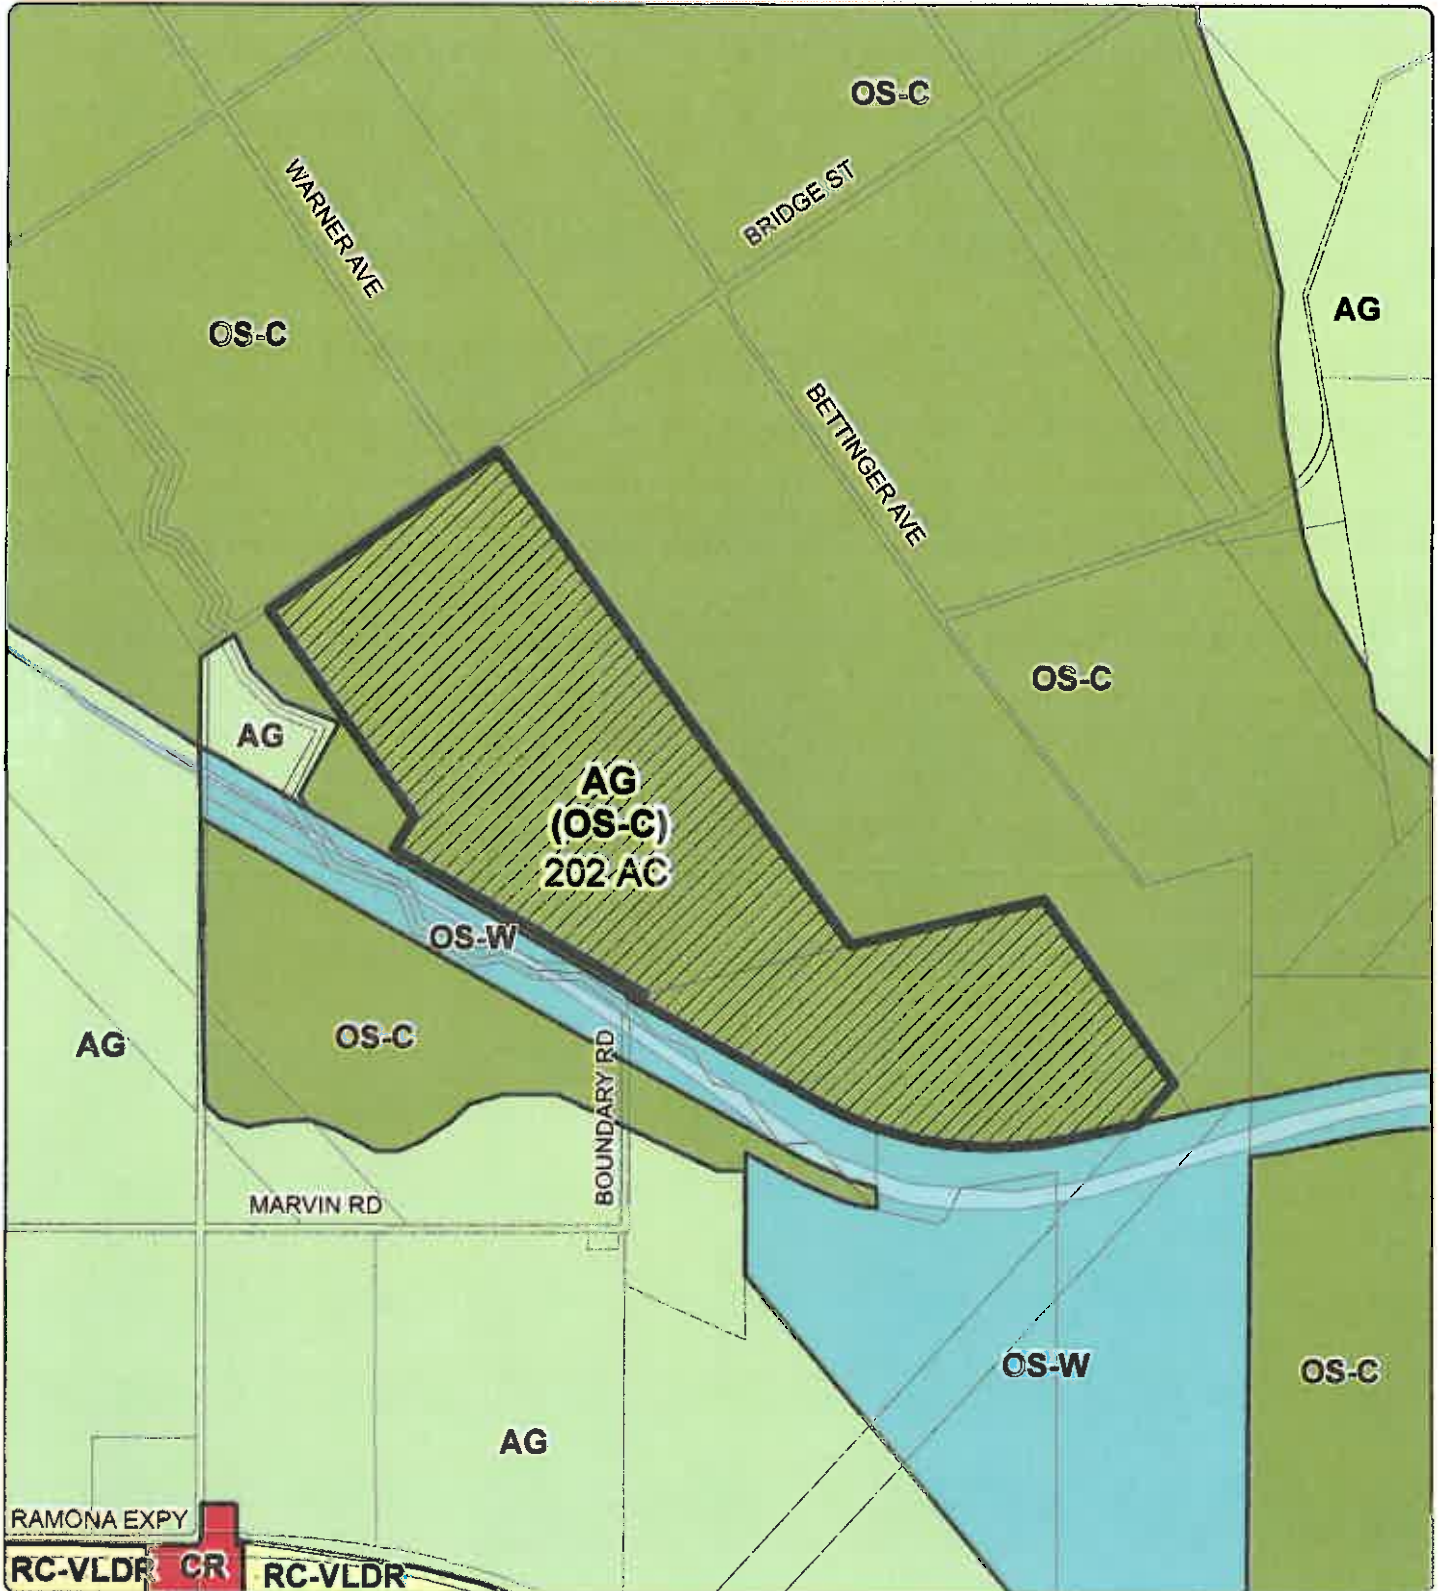 OS-C
WARNER AVE
BRIDGE ST
AG
OS-C
BETTINGER AVE
OS-C
AG
AG
(OS-C)
202 AC
OS-W
AG
OS-C
BOUNDARY RD
MARVIN RD
OS-W
OS-C
AG
RAMONA EXPY
RC-VLDR
CR
RC-VLDR